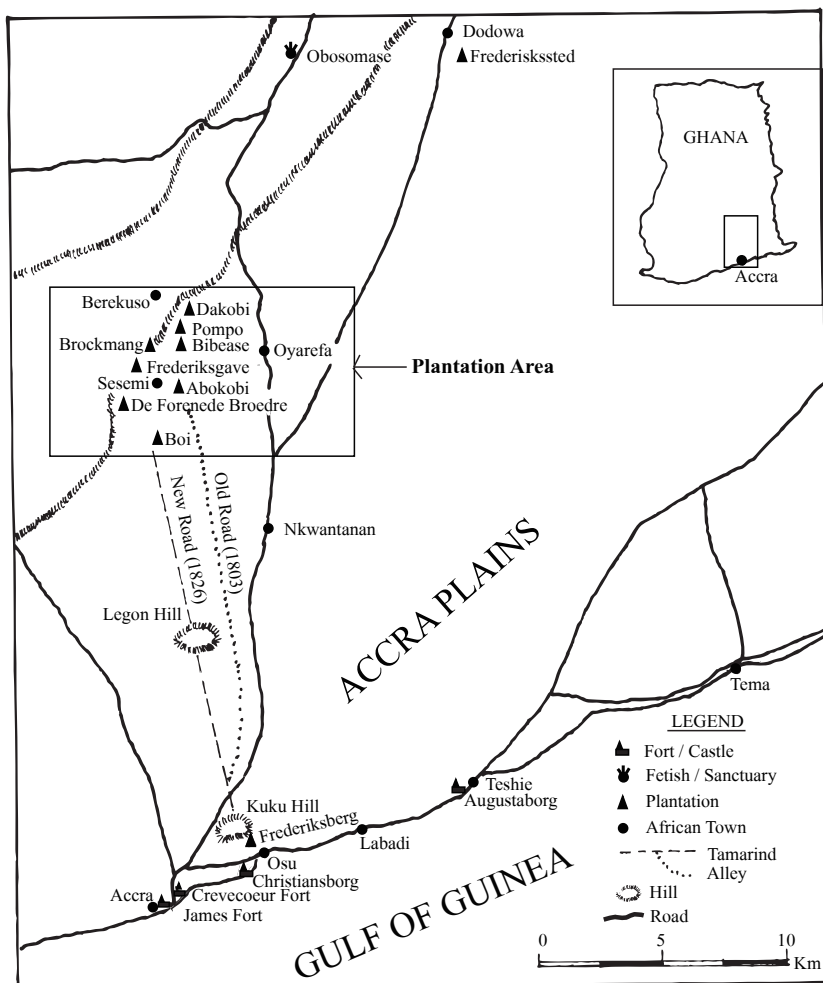 Dodowa
Frederiskssted
Obosomase
GHANA
Accra
Berekuso
Dakobi
Pompo
Brockmang
Bibease
Oyarefa
Frederiksgave
Plantation Area
Sesemi
Abokobi
De Forenede Broedre
Boi
New Road (1826)
Old Road (1803)
Nkwantanan
Legon Hill
ACCRA PLAINS
Tema
LEGEND
Fort / Castle
Fetish / Sanctuary
Plantation
African Town
Tamarind
Alley
Hill
Road
Teshie
Augustaborg
Kuku Hill
Frederiksberg
Labadi
Osu
Christiansborg
Accra
Crevecoeur Fort
James Fort
GULF OF GUINEA
0 5 10
Km